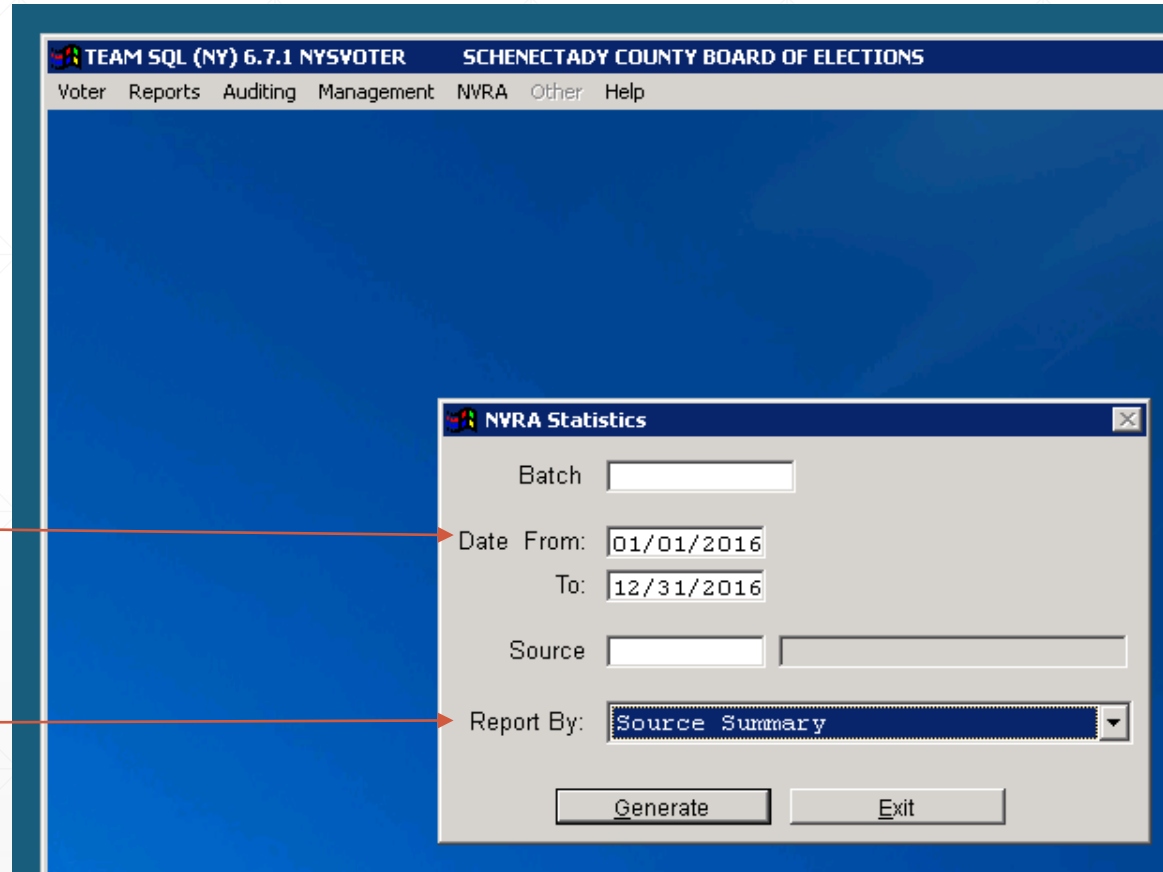 TEAM SQL (NY) 6.7.1 NYSVOTER SCHENECTADY COUNTY BOARD OF ELECTIONS
Voter Reports Auditing Management NVRA Other Help
NVRA Statistics
Batch
Date From: 01/01/2016
To: 12/31/2016
Source
Report By: Source Summary
Generate Exit